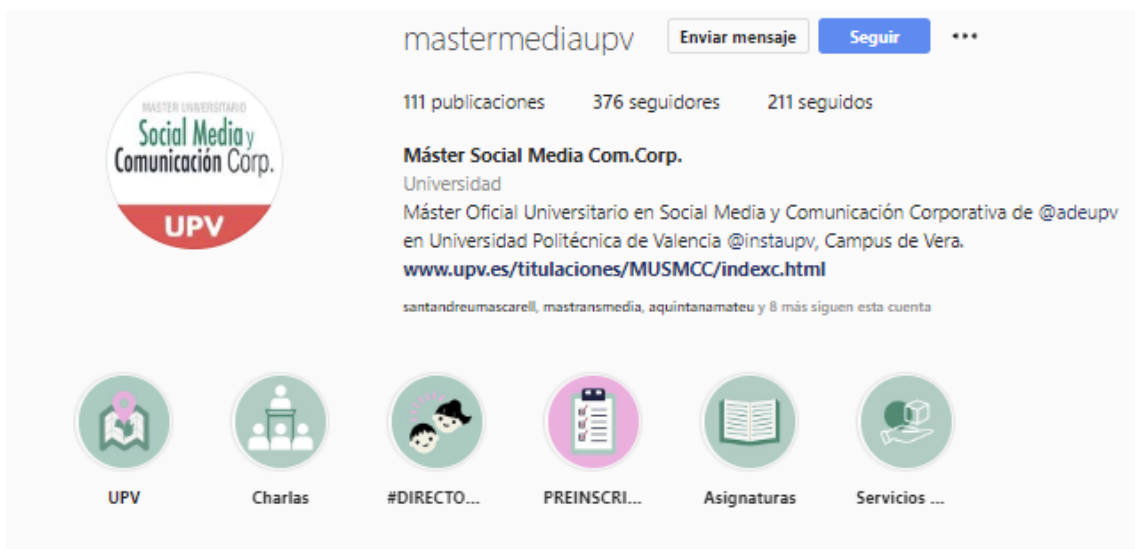 mastermediaupv Enviar mensaje Seguir
111 publicaciones 376 seguidores 211 seguidos
MASTER UNIVERSITARIO
Social Media y
Comunicación Corp.
UPV
Máster Social Media Com.Corp.
Universidad
Máster Oficial Universitario en Social Media y Comunicación Corporativa de @adeupv
en Universidad Politécnica de Valencia @instaupv, Campus de Vera.
www.upv.es/titulaciones/MUSMCC/indexc.html
santandreumascarell, mastransmedia, aquintanamateu y 8 más siguen esta cuenta
UPV Charlas #DIRECTO... PREINSCRI... Asignaturas Servicios ...